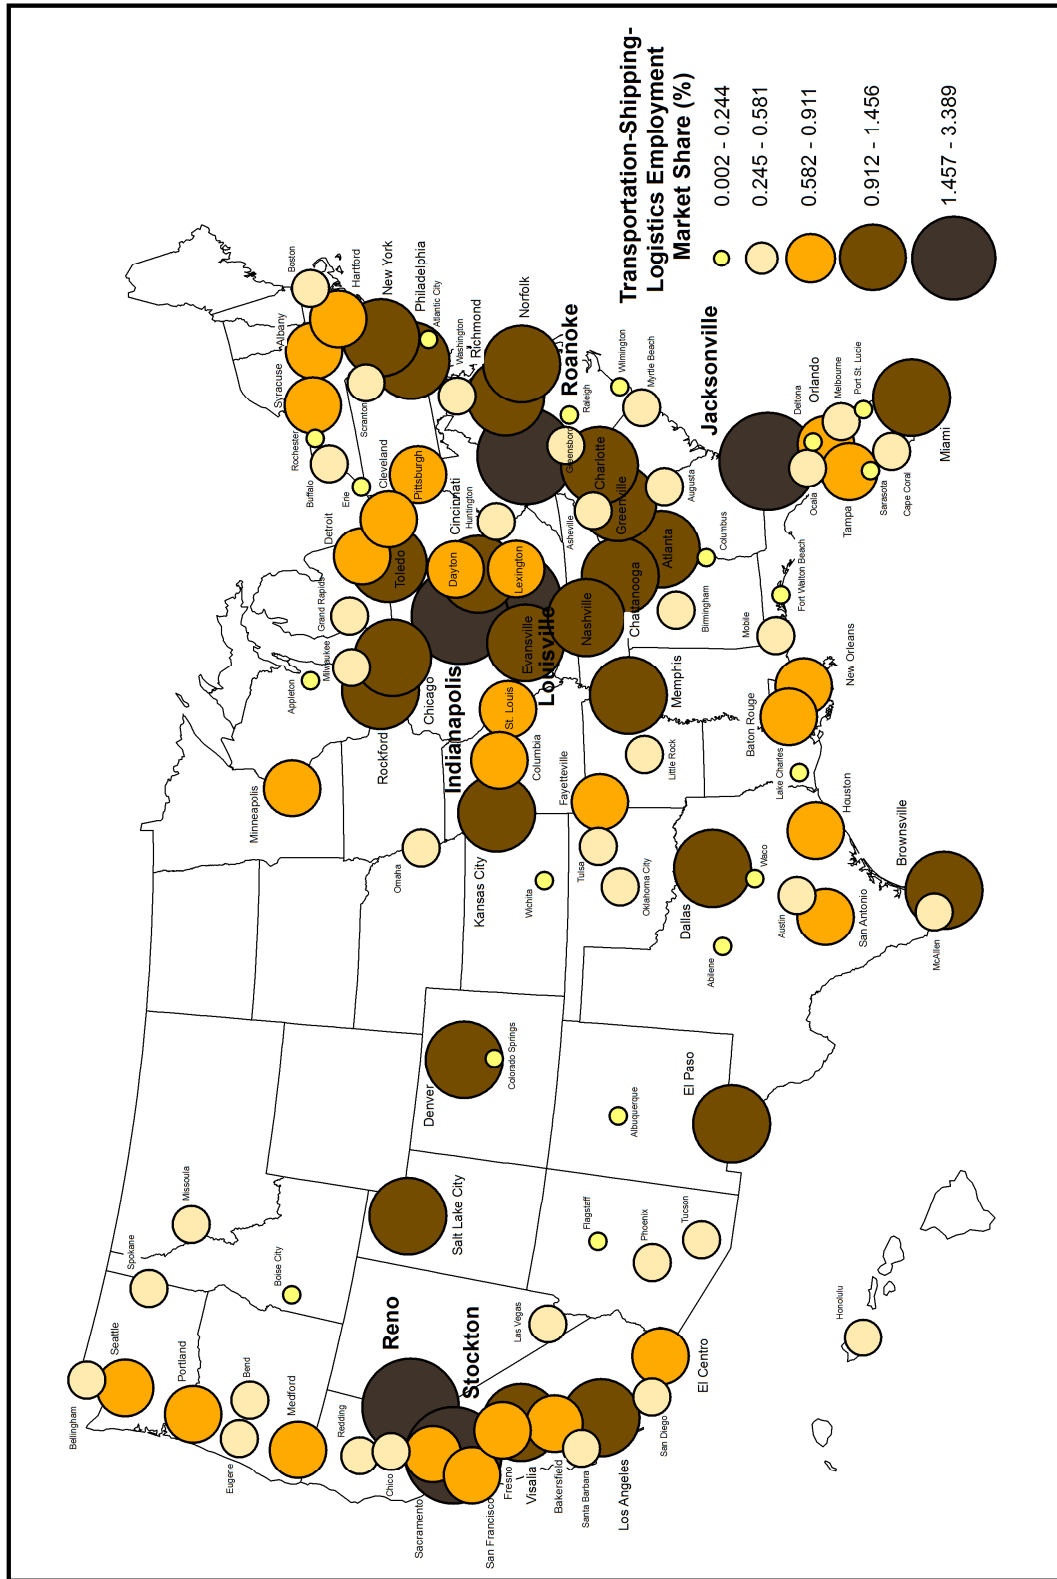 Bellingham
Seattle
Spokane
Missoula
Portland
Bend
Eugere
Medford
Boise City
Redding
Chico
Reno
Stockton
Sacramento
San Francisco
Fresno
Visalia
Bakersfield
Santa Barbara
Los Angeles
San Diego
El Centro
Las Vegas
Salt Lake City
Flagstaff
Phoenix
Tucson
Honolulu
Denver
Colorado Springs
Albuquerque
El Paso
Minneapolis
Omaha
Kansas City
Wichita
Tulsa
Oklahoma City
Fayetteville
Dallas
Waco
Abilene
Austin
San Antonio
Houston
Brownsville
McAllen
Lake Charles
Baton Rouge
New Orleans
Little Rock
Memphis
Columbia
St. Louis
Appleton
Milwaukee
Grand Rapids
Rockford
Chicago
Indianapolis
Louisville
Evansville
Nashville
Chattanooga
Birmingham
Mobile
Fort Walton Beach
Columbus
Atlanta
Detroit
Toledo
Cleveland
Dayton
Cincinnati
Lexington
Huntington
Pittsburgh
Erie
Buffalo
Rochester
Syracuse
Albany
Boston
Hartford
New York
Scranton
Philadelphia
Atlantic City
Washington
Richmond
Norfolk
Roanoke
Raleigh
Greensboro
Wilmington
Myrtle Beach
Charlotte
Asheville
Greenville
Augusta
Jacksonville
Deltona
Orlando
Melbourne
Port St. Lucie
Ocala
Tampa
Sarasota
Cape Coral
Miami
Transportation-Shipping-
Logistics Employment
Market Share (%)
0.002 - 0.244
0.245 - 0.581
0.582 - 0.911
0.912 - 1.456
1.457 - 3.389